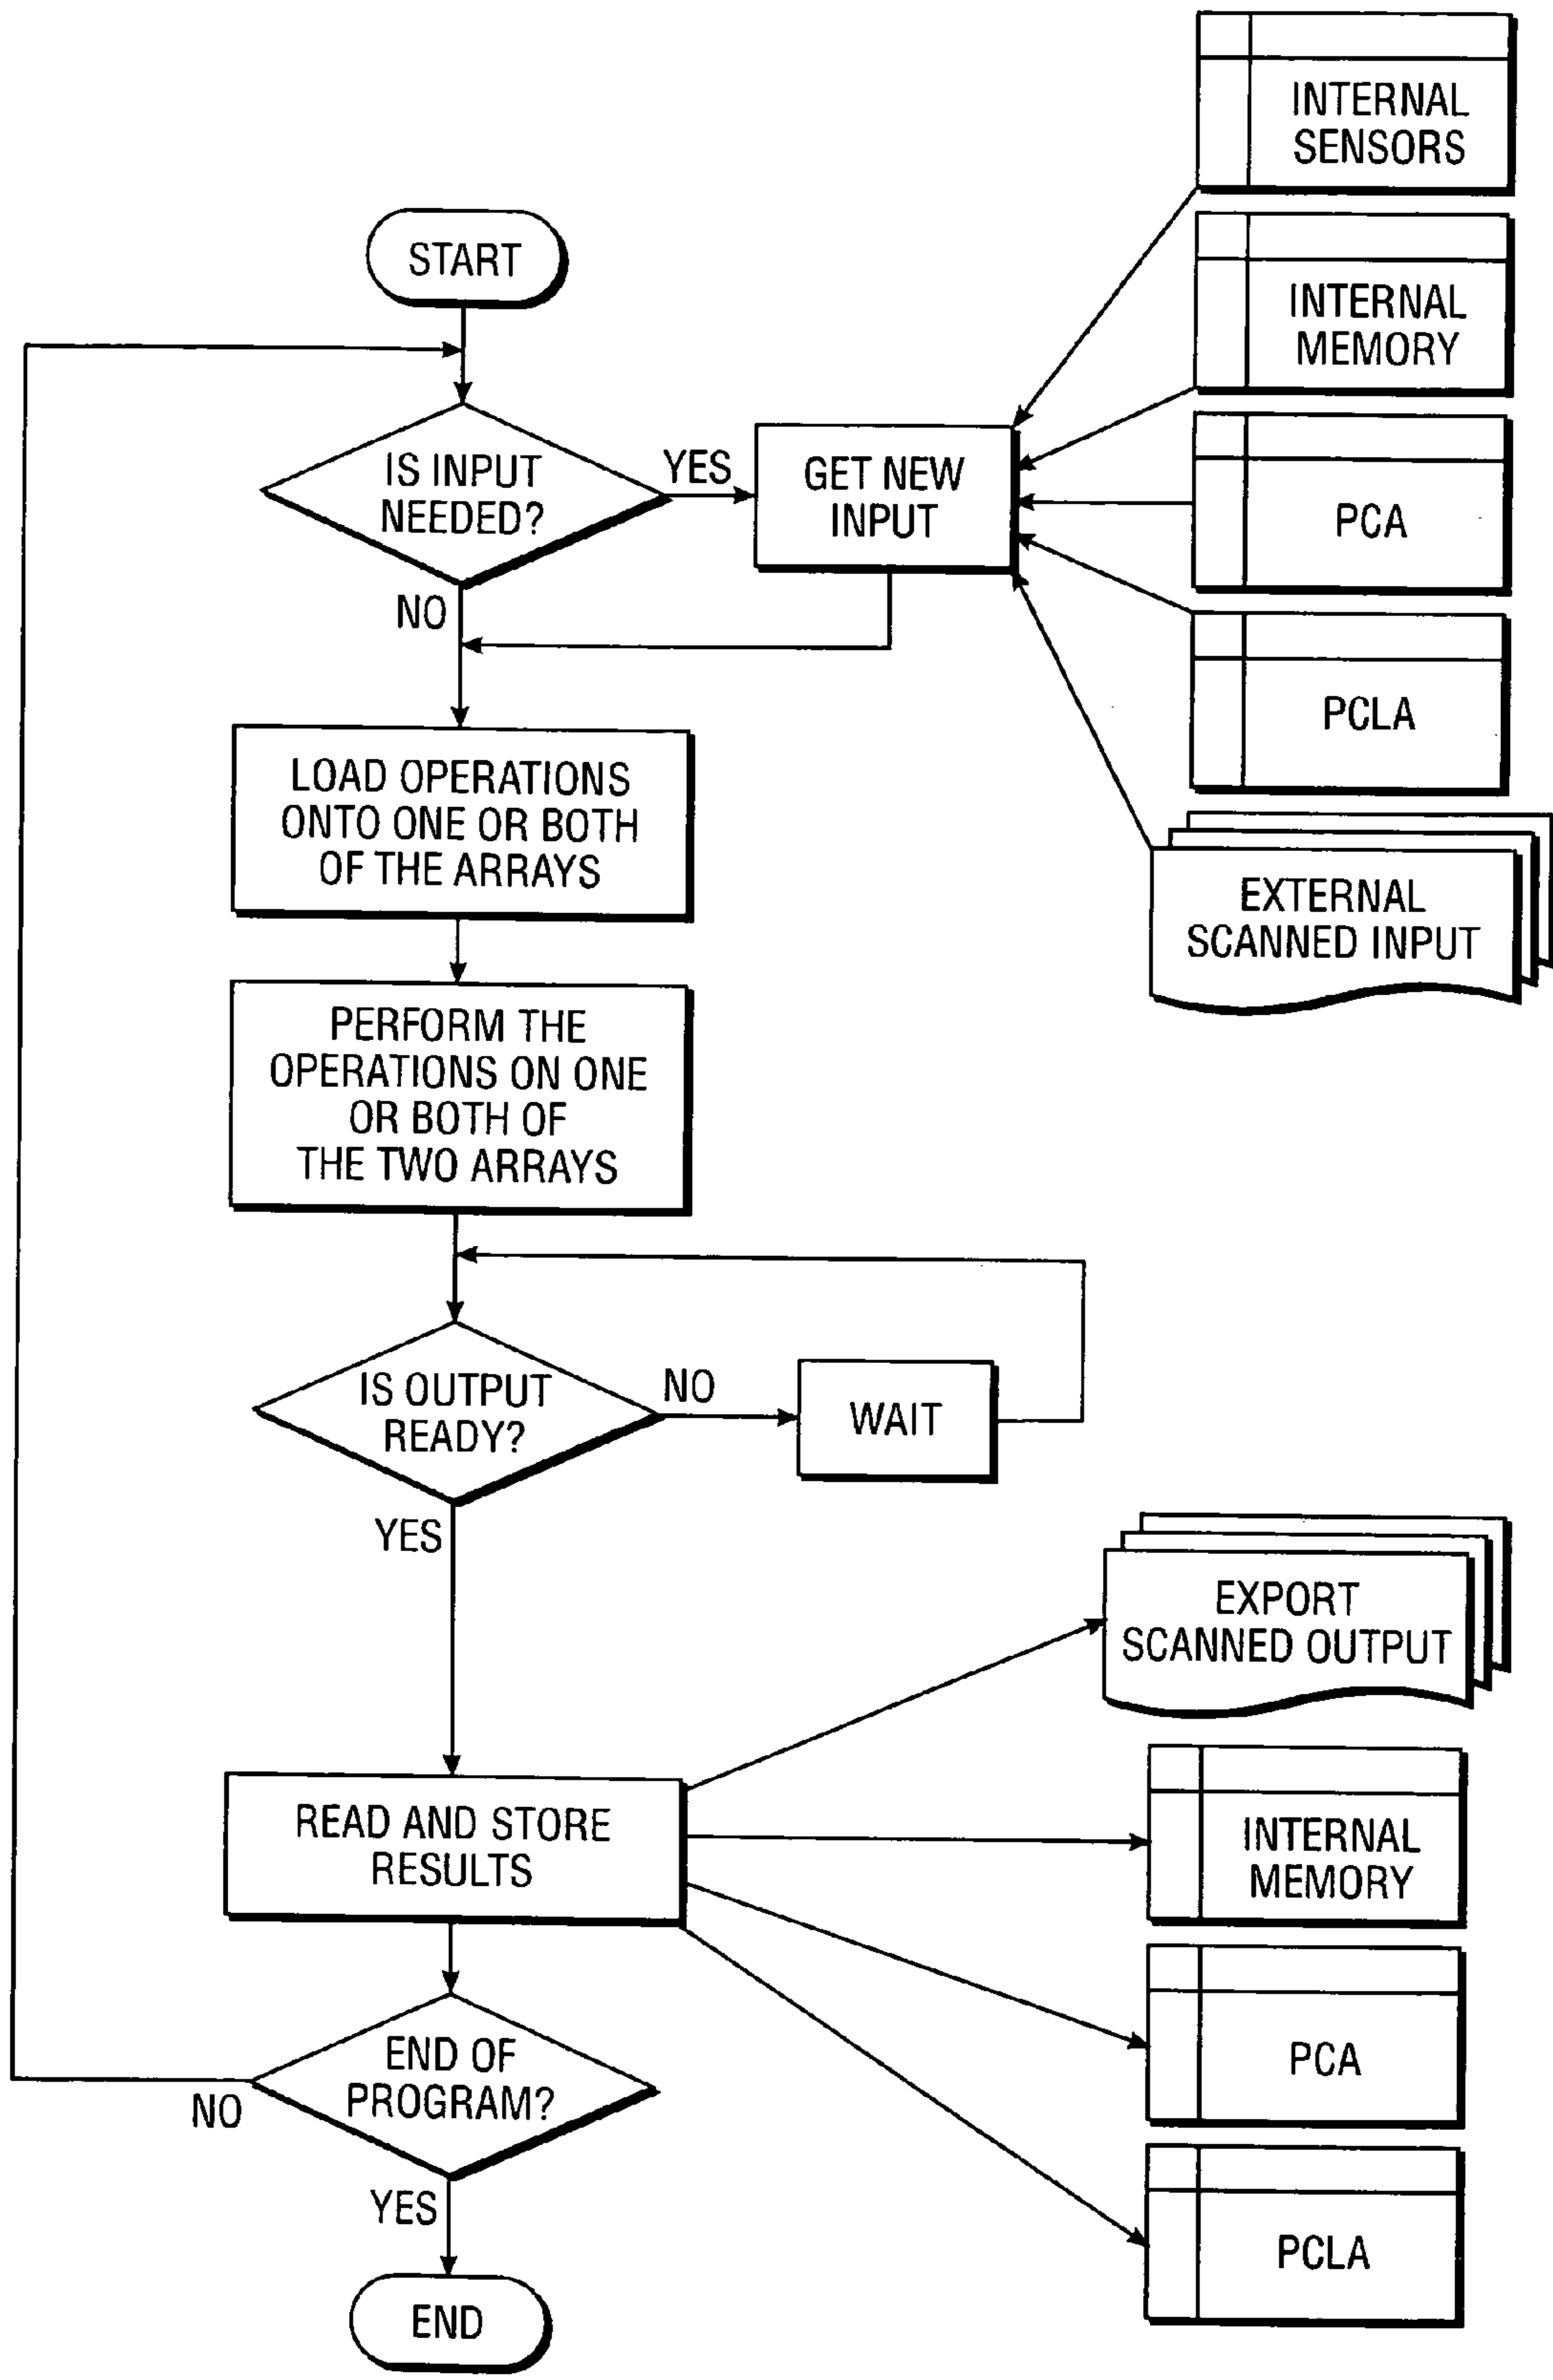 START
IS INPUT
NEEDED?
YES
NO
GET NEW
INPUT
INTERNAL
SENSORS
INTERNAL
MEMORY
PCA
PCLA
EXTERNAL
SCANNED INPUT
LOAD OPERATIONS
ONTO ONE OR BOTH
OF THE ARRAYS
PERFORM THE
OPERATIONS ON ONE
OR BOTH OF
THE TWO ARRAYS
IS OUTPUT
READY?
NO
WAIT
YES
READ AND STORE
RESULTS
EXPORT
SCANNED OUTPUT
INTERNAL
MEMORY
PCA
PCLA
END OF
PROGRAM?
NO
YES
END